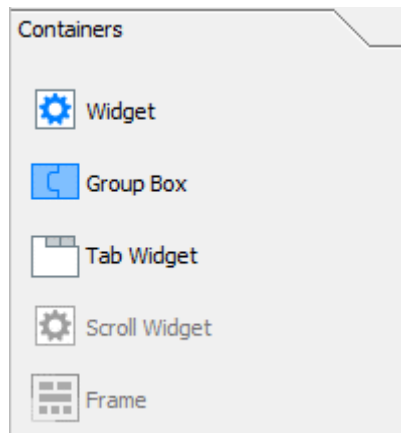 Containers
Widget
Group Box
Tab Widget
Scroll Widget
Frame